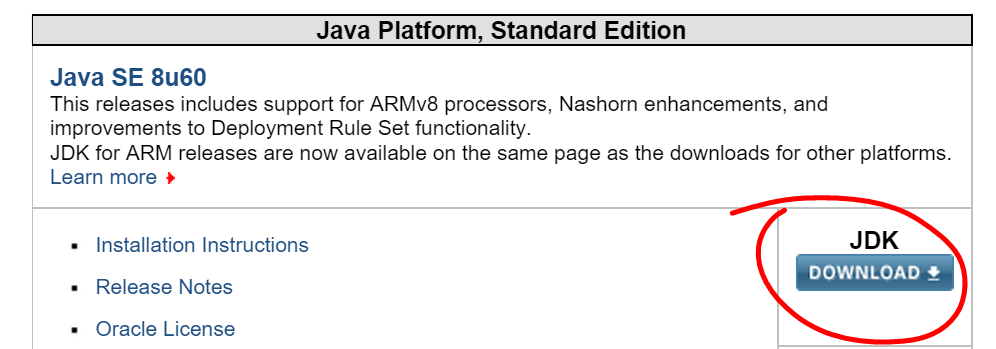 Java Platform, Standard Edition
Java SE 8u60
This releases includes support for ARMv8 processors, Nashorn enhancements, and
improvements to Deployment Rule Set functionality.
JDK for ARM releases are now available on the same page as the downloads for other platforms.
Learn more
Installation Instructions
Release Notes
Oracle License
JDK
DOWNLOAD